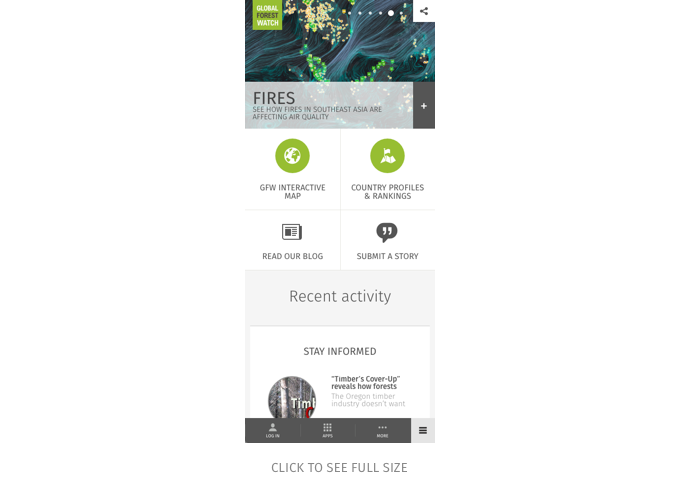 GLOBAL
FOREST
WATCH
FIRES
SEE HOW FIRES IN SOUTHEAST ASIA ARE
AFFECTING AIR QUALITY
+
GFW INTERACTIVE
MAP
COUNTRY PROFILES
& RANKINGS
READ OUR BLOG
SUBMIT A STORY
Recent activity
STAY INFORMED
"Timber's Cover-Up"
reveals how forests
The Oregon timber
industry doesn't want
LOG IN
APPS
MORE
CLICK TO SEE FULL SIZE